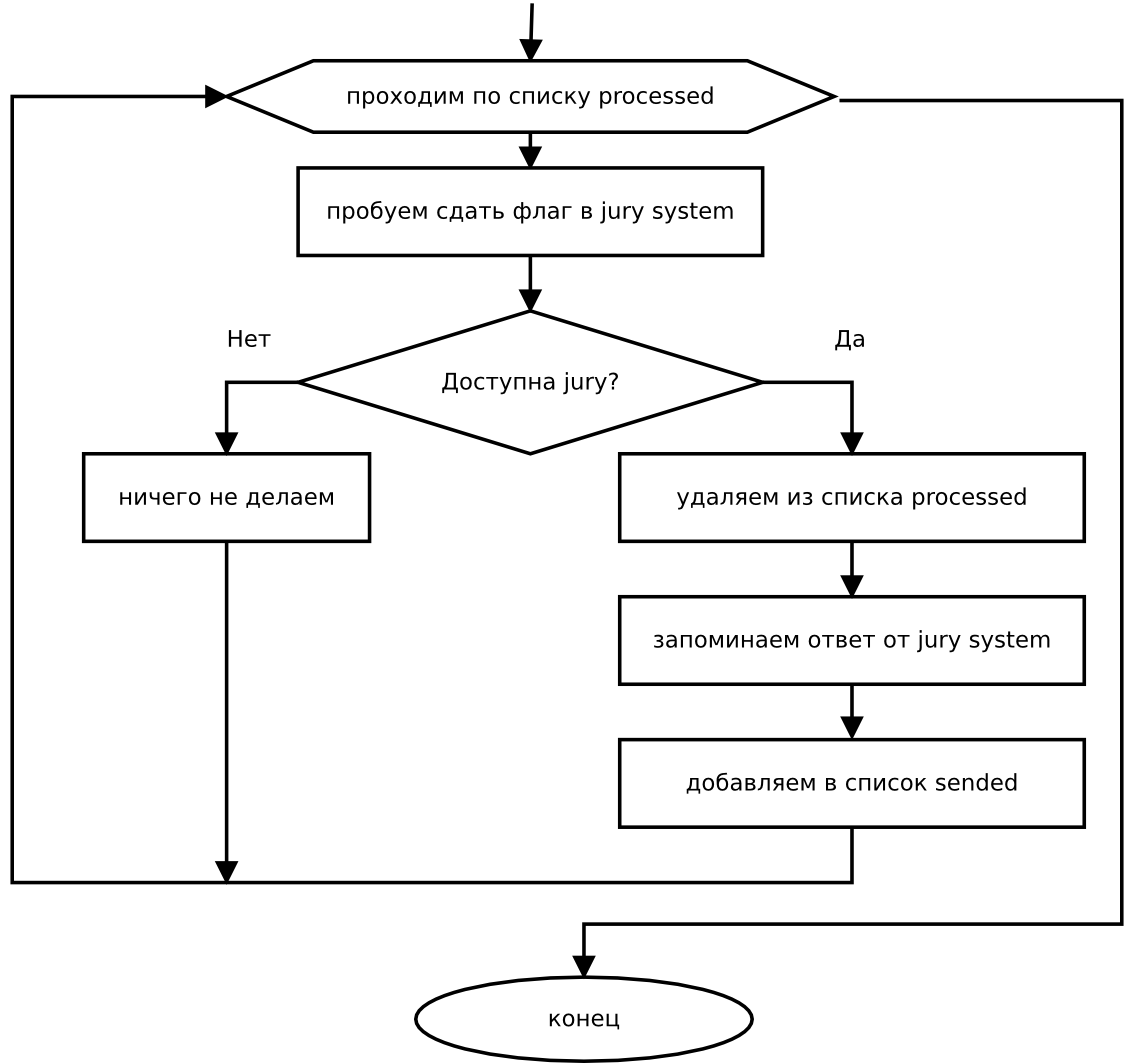 проходим по списку processed
пробуем сдать флаг в jury system
Нет
Да
Доступна jury?
ничего не делаем
удаляем из списка processed
запоминаем ответ от jury system
добавляем в список sended
конец